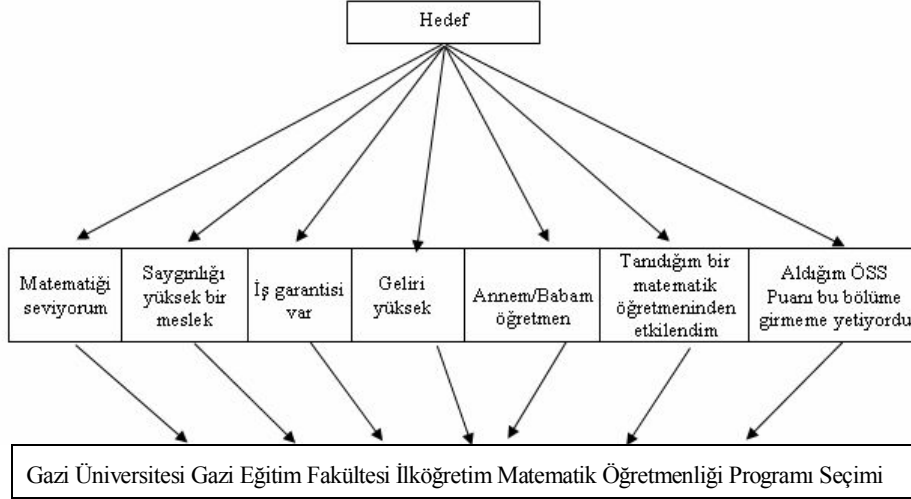 Hedef
Matematiği
seviyorum
Saygınlığı
yüksek bir
meslek
İş garantisi
var
Geliri
yüksek
Annem/Babam
öğretmen
Tanıdığım bir
matematik
öğretmeninden
etkilendim
Aldığım ÖSS
Puanı bu bölüme
girmeme yetiyordu
Gazi Üniversitesi Gazi Eğitim Fakültesi İlköğretim Matematik Öğretmenliği Programı Seçimi